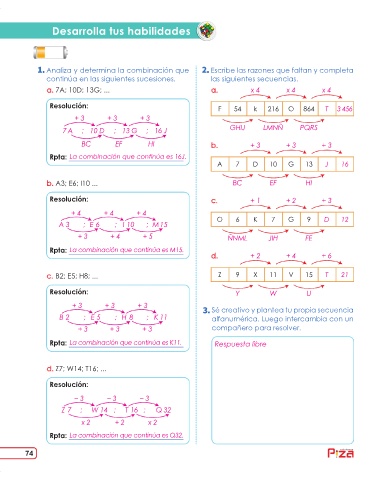 Desarrolla tus habilidades
1. Analiza y determina la combinación que
continúa en las siguientes sucesiones.
a. 7A; 10D; 13G; ...
Resolución:
+ 3 + 3 + 3
7 A ; 10 D ; 13 G ; 16 J
BC EF HI
Rpta: La combinación que continúa es 16J.
b. A3; E6; I10 ...
Resolución:
+ 4 + 4 + 4
A 3 ; E 6 ; I 10 ; M 15
+ 3 + 4 + 5
Rpta: La combinación que continúa es M15.
c. B2; E5; H8; ...
Resolución:
+ 3 + 3 + 3
B 2 ; E 5 ; H 8 ; K 11
+ 3 + 3 + 3
Rpta: La combinación que continúa es K11.
d. Z7; W14; T16; ...
Resolución:
– 3 – 3 – 3
Z 7 ; W 14 ; T 16 ; Q 32
x 2 + 2 x 2
Rpta: La combinación que continúa es Q32.
2. Escribe las razones que faltan y completa
las siguientes secuencias.
a. x 4 x 4 x 4
F 54 k 216 O 864 T 3 456
GHIJ LMNÑ PQRS
b. + 3 + 3 + 3
A 7 D 10 G 13 J 16
BC EF HI
c. + 1 + 2 + 3
O 6 K 7 G 9 D 12
ÑNML JIH FE
d. + 2 + 4 + 6
Z 9 X 11 V 15 T 21
Y W U
3. Sé creativo y plantea tu propia secuencia
alfanumérica. Luego intercambia con un
compañero para resolver.
Respuesta libre
74
Pizza